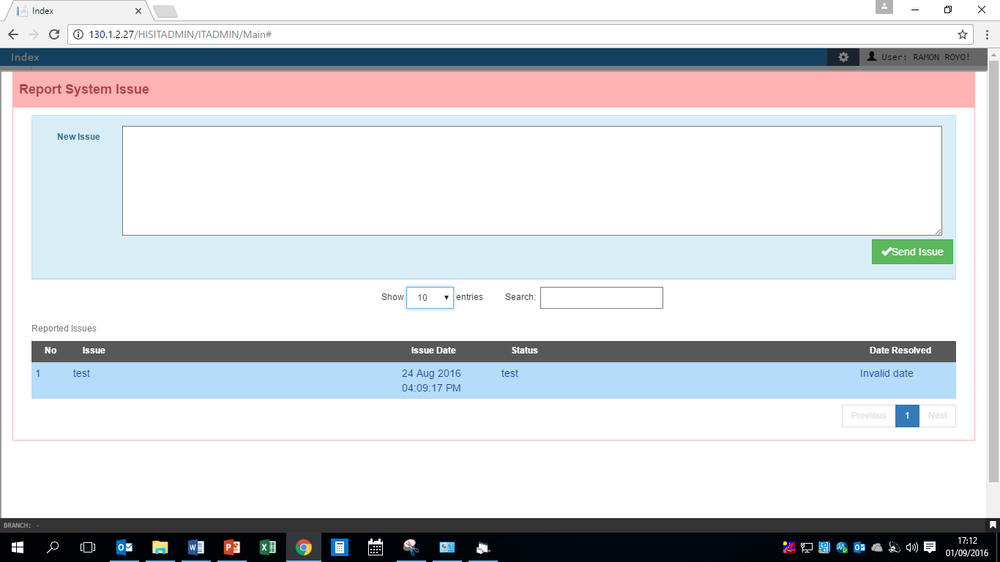 Index
130.1.2.27/HISITADMIN/ITADMIN/Main#
Index
User: RAMON ROYO!
Report System Issue
New Issue
Send Issue
Show 10 entries Search:
Reported Issues
No Issue Issue Date Status Date Resolved
1 test 24 Aug 2016 test Invalid date
04:09:17 PM
Previous 1 Next
BRANCH: -
17:12
01/09/2016